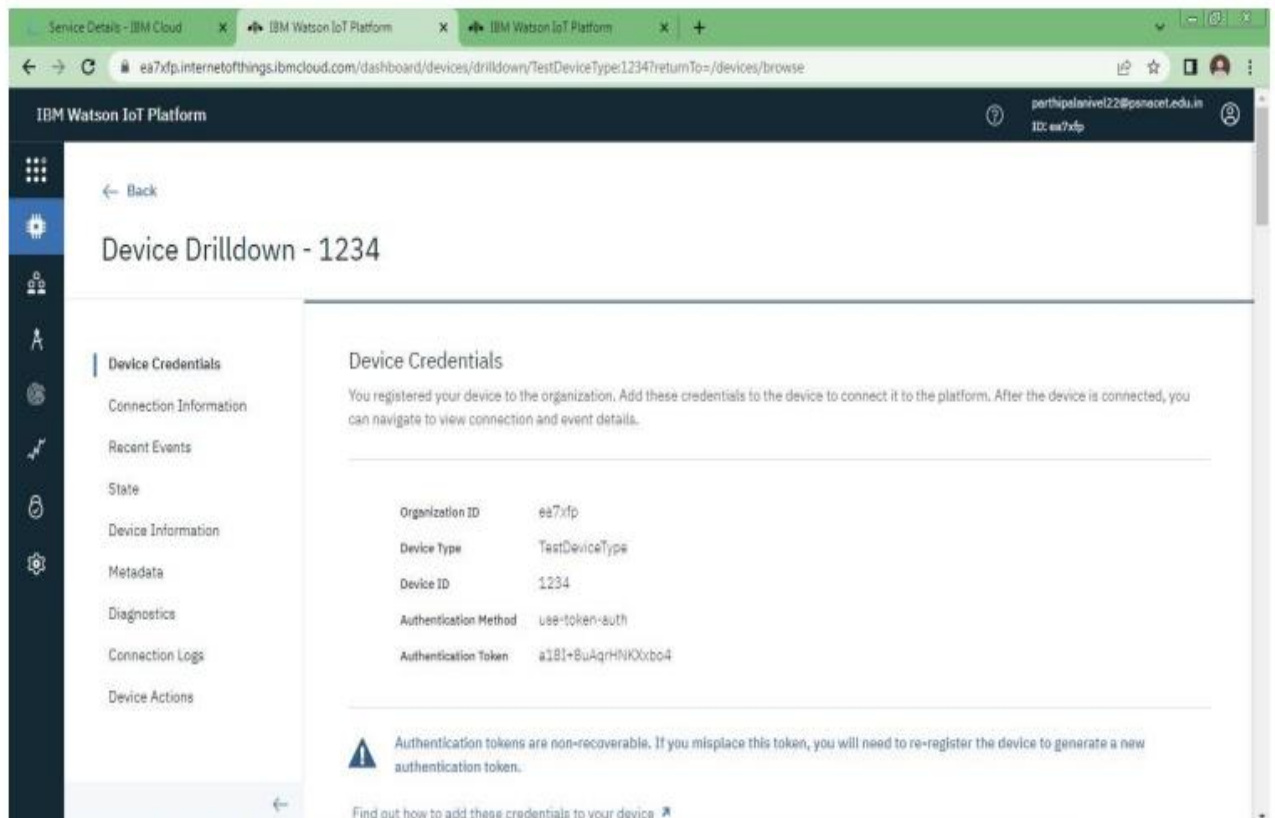 Service Details - IBM Cloud
IBM Watson IoT Platform
IBM Watson IoT Platform
ea7xfp.internetofthings.ibmcloud.com/dashboard/devices/drilldown/TestDeviceType:1234?returnTo=/devices/browse
IBM Watson IoT Platform
parthipalanivel22@psnacet.edu.in
ID: ea7xfp
← Back
Device Drilldown - 1234
Device Credentials
Connection Information
Recent Events
State
Device Information
Metadata
Diagnostics
Connection Logs
Device Actions
Device Credentials
You registered your device to the organization. Add these credentials to the device to connect it to the platform. After the device is connected, you
can navigate to view connection and event details.
Organization ID ea7xfp
Device Type TestDeviceType
Device ID 1234
Authentication Method use-token-auth
Authentication Token a18I+8uAqrHNKXxbo4
Authentication tokens are non-recoverable. If you misplace this token, you will need to re-register the device to generate a new
authentication token.
Find out how to add these credentials to your device